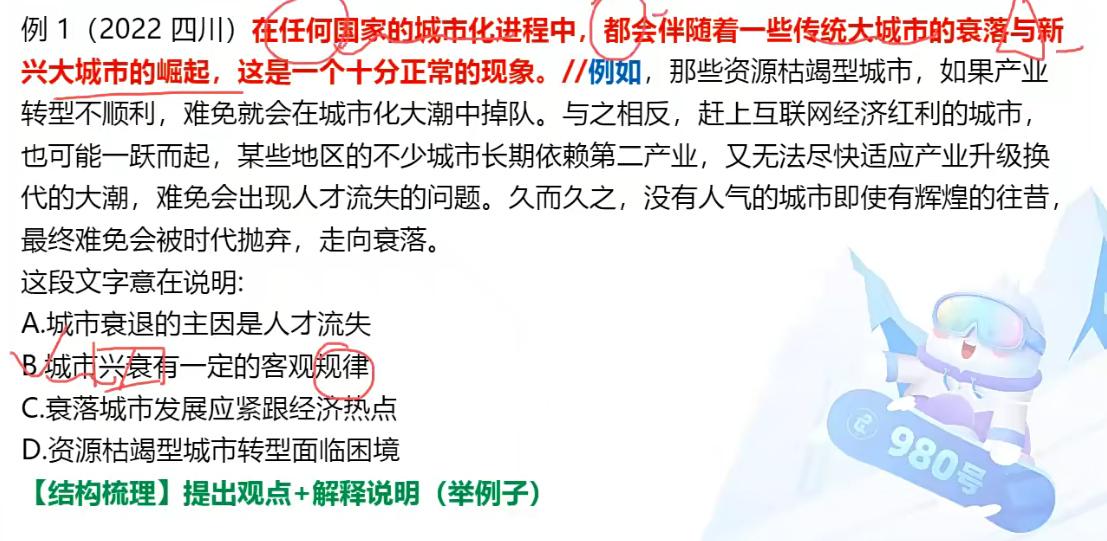 例 1（2022 四川）在任何国家的城市化进程中，都会伴随着一些传统大城市的衰落与新
兴大城市的崛起，这是一个十分正常的现象。//例如，那些资源枯竭型城市，如果产业
转型不顺利，难免就会在城市化大潮中掉队。与之相反，赶上互联网经济红利的城市，
也可能一跃而起，某些地区的不少城市长期依赖第二产业，又无法尽快适应产业升级换
代的大潮，难免会出现人才流失的问题。久而久之，没有人气的城市即使有辉煌的往昔，
最终难免会被时代抛弃，走向衰落。
这段文字意在说明:
A.城市衰退的主因是人才流失
B.城市兴衰有一定的客观规律
C.衰落城市发展应紧跟经济热点
D.资源枯竭型城市转型面临困境
【结构梳理】提出观点+解释说明（举例子）
980号